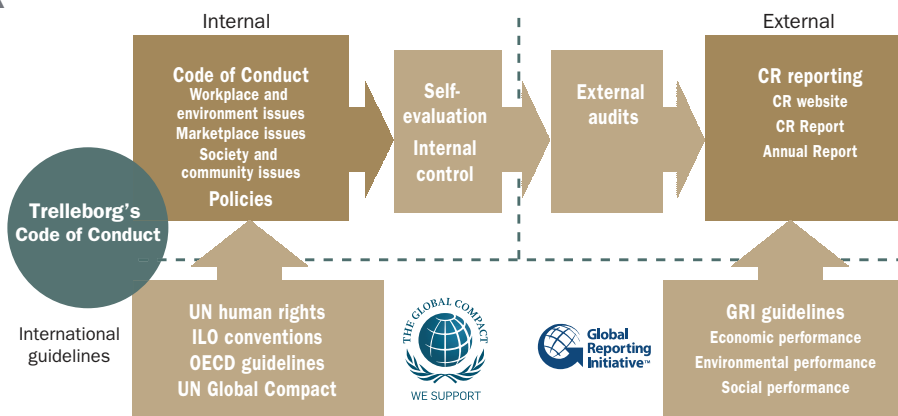 Internal
External
Code of Conduct
Workplace and
environment issues
Marketplace issues
Society and
community issues
Policies
Self-
evaluation
Internal
control
External
audits
CR reporting
CR website
CR Report
Annual Report
Trelleborg’s
Code of Conduct
International
guidelines
UN human rights
ILO conventions
OECD guidelines
UN Global Compact
THE GLOBAL COMPACT
WE SUPPORT
Global
Reporting
Initiative™
GRI guidelines
Economic performance
Environmental performance
Social performance